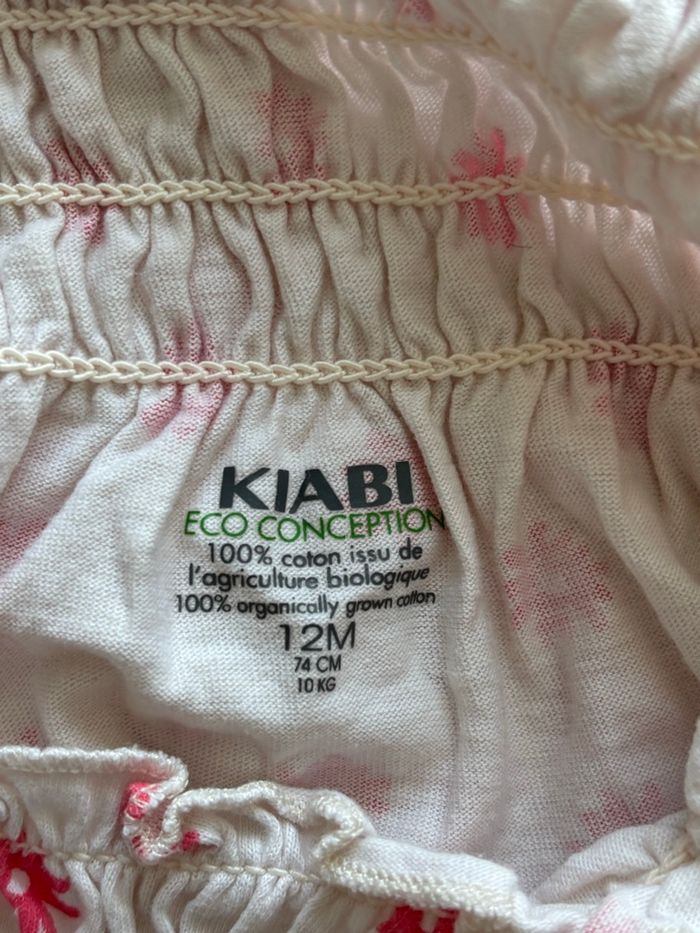 KIABI
ECO CONCEPTION
100% coton issu de
l'agriculture biologique
100% organically grown cotton
12M
74 CM
10 KG